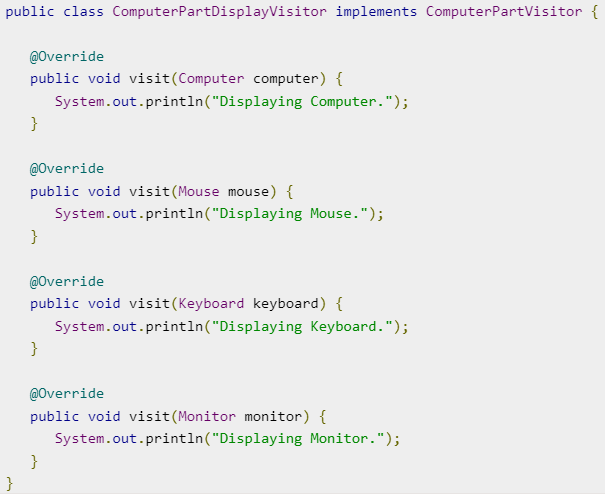 public class ComputerPartDisplayVisitor implements ComputerPartVisitor {
@Override
public void visit(Computer computer) {
System.out.println("Displaying Computer.");
}
@Override
public void visit(Mouse mouse) {
System.out.println("Displaying Mouse.");
}
@Override
public void visit(Keyboard keyboard) {
System.out.println("Displaying Keyboard.");
}
@Override
public void visit(Monitor monitor) {
System.out.println("Displaying Monitor.");
}
}